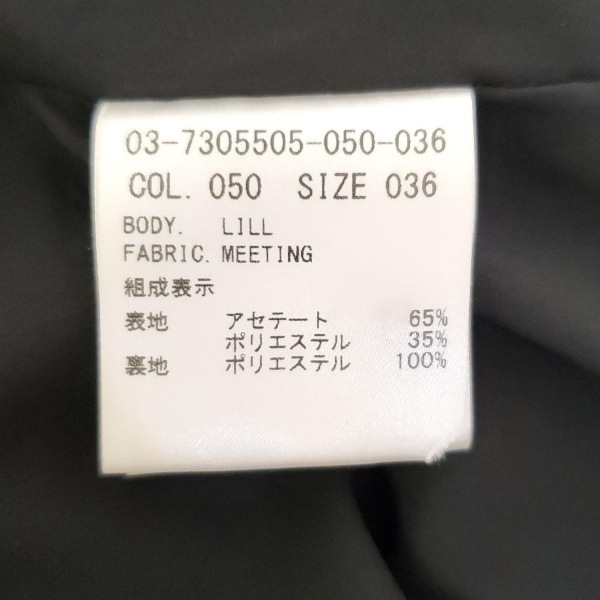 03-7305505-050-036
COL. 050 SIZE 036
BODY. LILL
FABRIC. MEETING
組成表示
表地 アセテート 65%
ポリエステル 35%
裏地 ポリエステル 100%